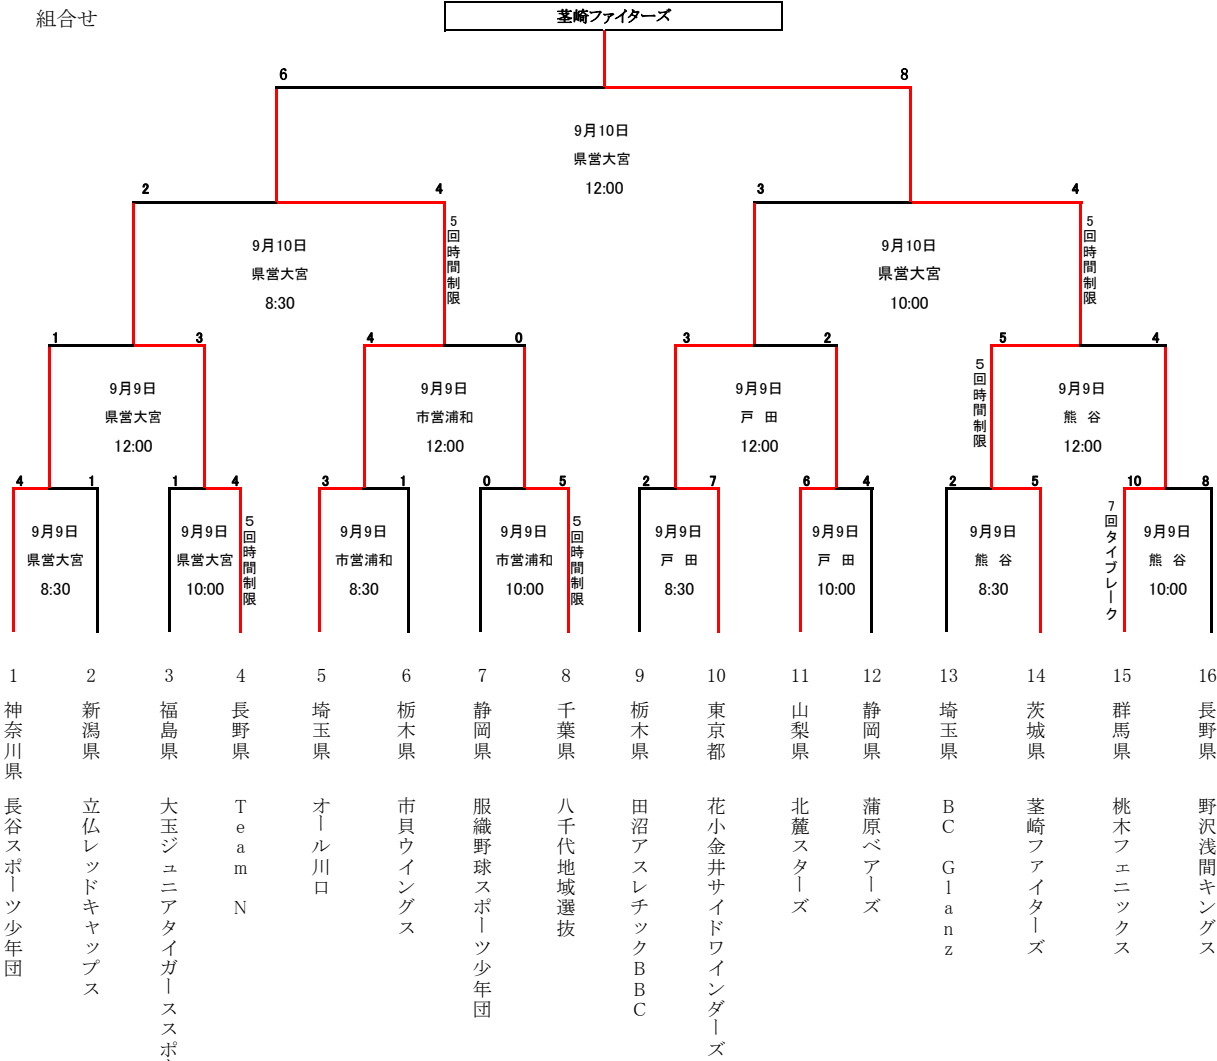 組合せ
茎崎ファイターズ
6
8
9月10日
県営大宮
12:00
2
4
3
4
5回時間制限
5回時間制限
9月10日
県営大宮
8:30
9月10日
県営大宮
10:00
1
3
4
0
3
2
5
4
5回時間制限
9月9日
県営大宮
12:00
9月9日
市営浦和
12:00
9月9日
戸 田
12:00
9月9日
熊 谷
12:00
4
1
1
4
3
1
0
5
2
7
6
4
2
5
10
8
9月9日
県営大宮
8:30
9月9日
県営大宮
10:00
5回時間制限
9月9日
市営浦和
8:30
9月9日
市営浦和
10:00
5回時間制限
9月9日
戸 田
8:30
9月9日
戸 田
10:00
9月9日
熊 谷
8:30
7回タイブレーク
9月9日
熊 谷
10:00
1 神奈川県 長谷スポーツ少年団
2 新潟県 立仏レッドキャップス
3 福島県 大玉ジュニアタイガーススポ
4 長野県 Team N
5 埼玉県 オール川口
6 栃木県 市貝ウイングス
7 静岡県 服織野球スポーツ少年団
8 千葉県 八千代地域選抜
9 栃木県 田沼アスレチックBBC
10 東京都 花小金井サイドワインダーズ
11 山梨県 北麓スターズ
12 静岡県 蒲原ベアーズ
13 埼玉県 BC Glanz
14 茨城県 茎崎ファイターズ
15 群馬県 桃木フェニックス
16 長野県 野沢浅間キングス